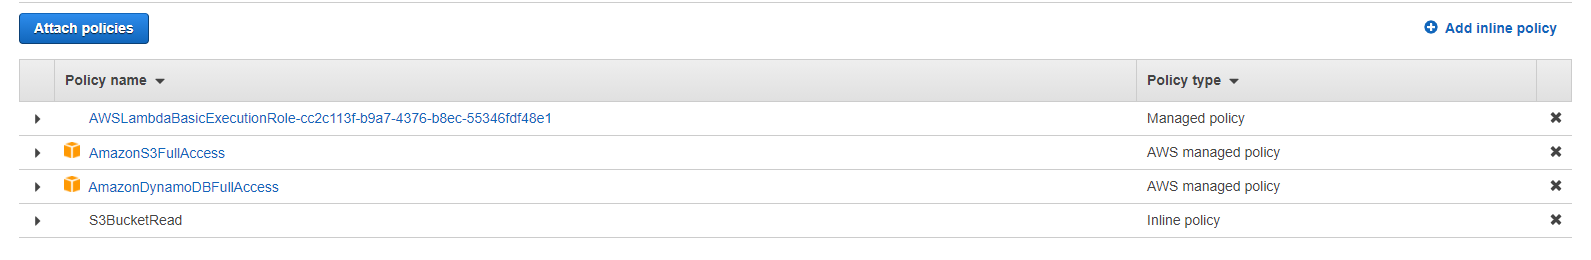 Attach policies
Add inline policy
Policy name Policy type
AWSLambdaBasicExecutionRole-cc2c113f-b9a7-4376-b8ec-55346fdf48e1 Managed policy
AmazonS3FullAccess AWS managed policy
AmazonDynamoDBFullAccess AWS managed policy
S3BucketRead Inline policy